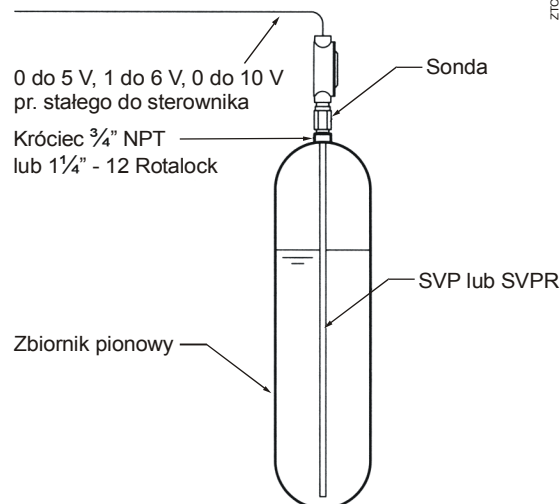 ZTC
0 do 5 V, 1 do 6 V, 0 do 10 V
pr. stałego do sterownika
Sonda
Króciec ¾” NPT
lub 1¼” - 12 Rotalock
SVP lub SVPR
Zbiornik pionowy